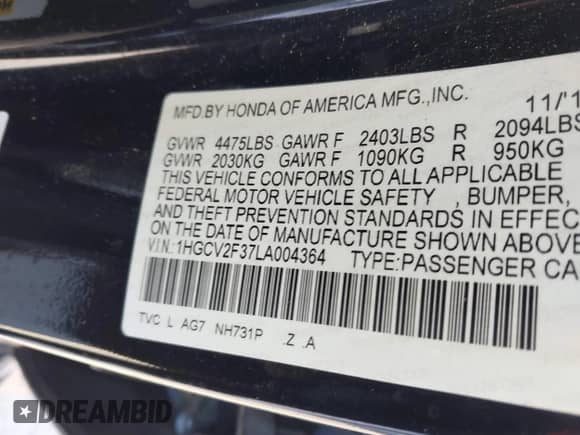 MFD.BY HONDA OF AMERICA MFG.,INC. 11/'1
GVWR 4475LBS GAWR F 2403LBS R 2094LBS
GVWR 2030KG GAWR F 1090KG R 950KG
THIS VEHICLE CONFORMS TO ALL APPLICABLE
FEDERAL MOTOR VEHICLE SAFETY , BUMPER,
AND THEFT PREVENTION STANDARDS IN EFFEC
ON THE DATE OF MANUFACTURE SHOWN ABOVE
V.I.N.:1HGCV2F37LA004364 TYPE:PASSENGER CA
TVC L AG7 NH731P .Z .A
DREAMBID